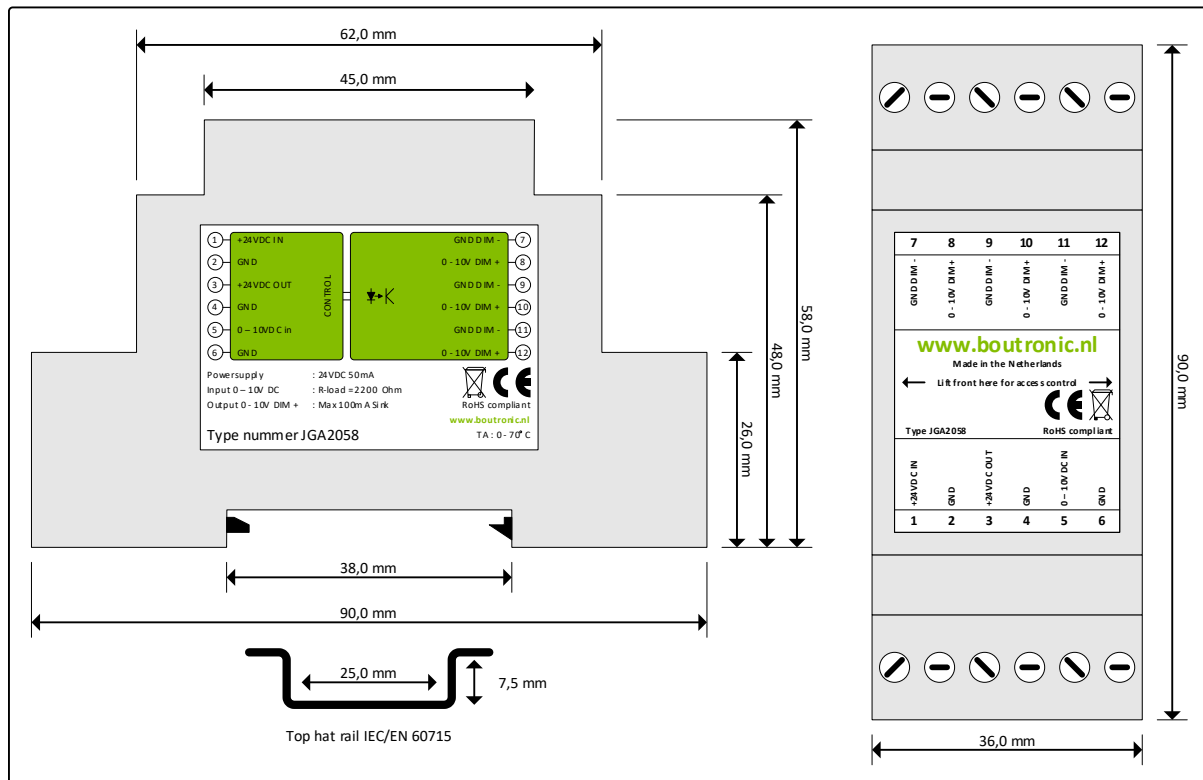 62,0 mm
45,0 mm
1 +24VDC IN
2 GND
3 +24VDC OUT
4 GND
5 0 – 10VDC in
6 GND
CONTROL
GND DIM - 7
0 - 10V DIM + 8
GND DIM - 9
0 - 10V DIM + 10
GND DIM - 11
0 - 10V DIM + 12
Powersupply : 24VDC 50mA
Input 0 – 10V DC : R-load = 2200 Ohm
Output 0 - 10V DIM + : Max 100mA Sink
CE
RoHS compliant
www.boutronic.nl
Type nummer JGA2058
TA : 0 - 70° C
58,0 mm
48,0 mm
26,0 mm
38,0 mm
90,0 mm
25,0 mm
7,5 mm
Top hat rail IEC/EN 60715
7 8 9 10 11 12
GND DIM -
0 - 10V DIM +
GND DIM -
0 - 10V DIM +
GND DIM -
0 - 10V DIM +
www.boutronic.nl
Made in the Netherlands
Lift front here for access control
CE
Type JGA2058 RoHS compliant
+24VDC IN
GND
+24VDC OUT
GND
0 – 10VDC IN
GND
1 2 3 4 5 6
90,0 mm
36,0 mm